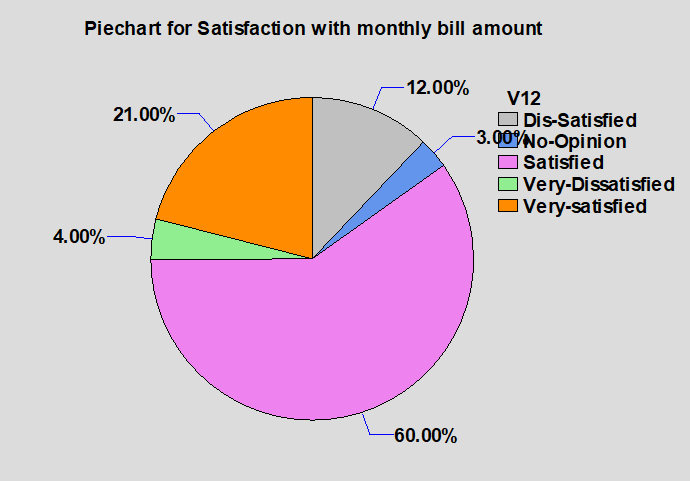 Piechart for Satisfaction with monthly bill amount
12.00%
V12
21.00%
Dis-Satisfied
3.00%
No-Opinion
Satisfied
Very-Dissatisfied
Very-satisfied
4.00%
60.00%